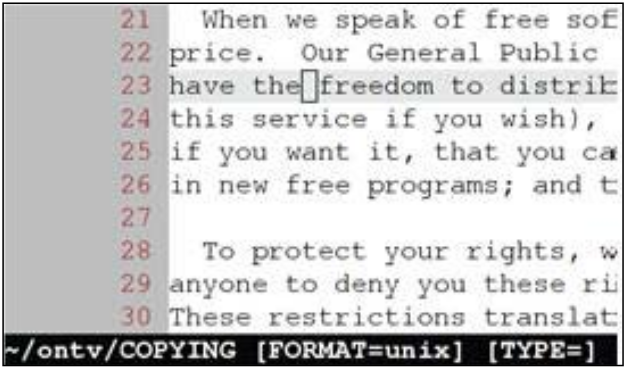 21 When we speak of free sof
22 price. Our General Public
23 have the freedom to distrib
24 this service if you wish),
25 if you want it, that you ca
26 in new free programs; and t
27
28 To protect your rights, w
29 anyone to deny you these ri
30 These restrictions translat
~/ontv/COPYING [FORMAT=unix] [TYPE=]